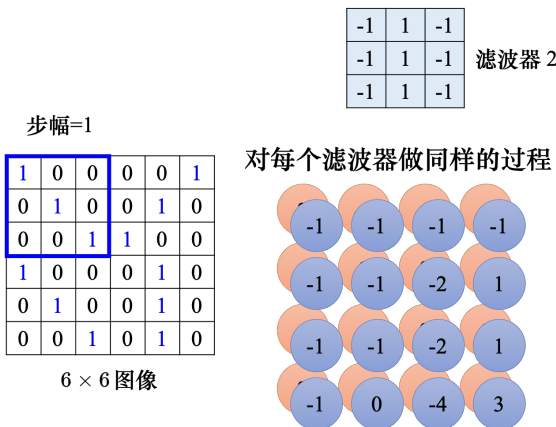 -1 1 -1
-1 1 -1
-1 1 -1
滤波器 2
步幅=1
对每个滤波器做同样的过程
1 0 0 0 0 1
0 1 0 0 1 0
0 0 1 1 0 0
1 0 0 0 1 0
0 1 0 0 1 0
0 0 1 0 1 0
6 × 6 图像
-1 -1 -1 -1
-1 -1 -2 1
-1 -1 -2 1
-1 0 -4 3